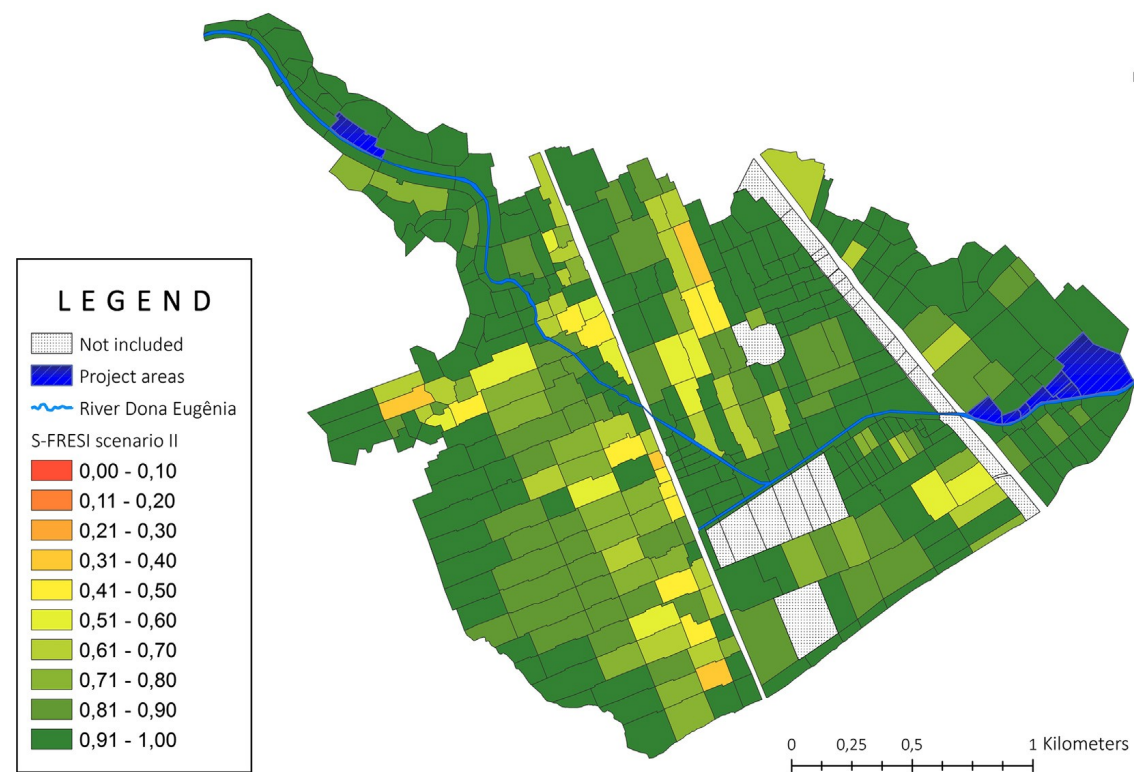 LEGEND
Not included
Project areas
River Dona Eugênia
S-FRESI scenario II
0,00 - 0,10
0,11 - 0,20
0,21 - 0,30
0,31 - 0,40
0,41 - 0,50
0,51 - 0,60
0,61 - 0,70
0,71 - 0,80
0,81 - 0,90
0,91 - 1,00
0 0,25 0,5 1 Kilometers